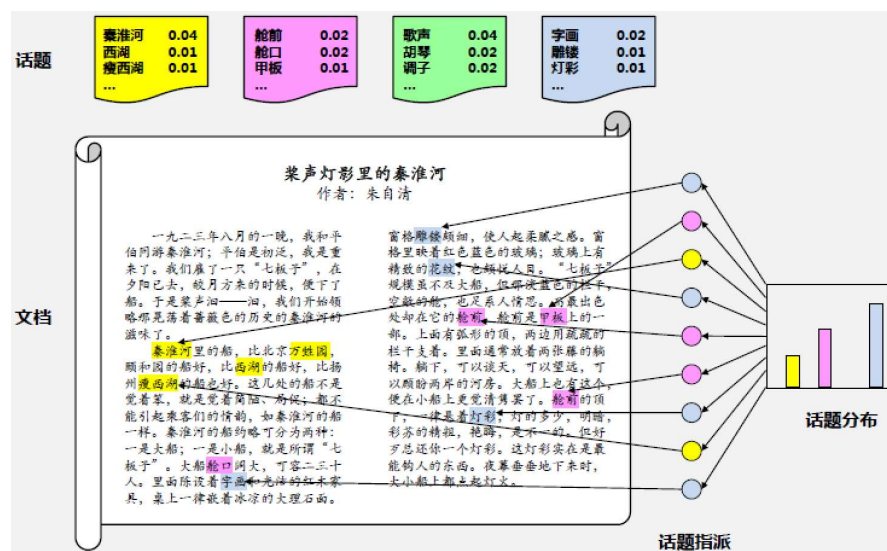 话题
秦淮河 0.04
西湖 0.01
瘦西湖 0.01
...
舱前 0.02
舱口 0.02
甲板 0.01
...
歌声 0.04
胡琴 0.02
调子 0.02
...
字画 0.02
雕镂 0.01
灯彩 0.01
...
文档
桨声灯影里的秦淮河
作者：朱自清
一九二三年八月的一晚，我和平
伯同游秦淮河；平伯是初泛，我是重
来了。我们雇了一只“七板子”，在
夕阳已去，皎月方来的时候，便下了
船。于是桨声汩——汩，我们开始领
略那晃荡着蔷薇色的历史的秦淮河的
滋味了。
秦淮河里的船，比北京万甡园，
颐和园的船好，比西湖的船好，比扬
州瘦西湖的船也好。这几处的船不是
觉着笨，就是觉着简陋、局促；都不
能引起乘客们的情韵，如秦淮河的船
一样。秦淮河的船约略可分为两种：
一是大船；一是小船，就是所谓“七
板子”。大船舱口阔大，可容二三十
人。里面陈设着字画和光洁的红木家
具，桌上一律嵌着冰凉的大理石面。
窗格雕镂颇细，使人起柔腻之感。窗
格里映着红色蓝色的玻璃；玻璃上有
精致的花纹，也颇悦人目。“七板子”
规模虽不及大船，但那淡蓝色的栏干，
空敞的舱，也足系人情思。而最出色
处却在它的舱前。舱前是甲板上的一
部。上面有弧形的顶，两边用疏疏的
栏干支着。里面通常放着两张藤的躺
椅。躺下，可以谈天，可以望远，可
以顾盼两岸的河房。大船上也有这个，
便在小船上更觉清隽罢了。舱前的顶
下，一律悬着灯彩；灯的多少，明暗，
彩苏的精粗，艳晦，是不一的。但好
歹总还你一个灯彩。这灯彩实在是最
能钩人的东西。夜幕垂垂地下来时，
大小船上都点起灯火。
话题分布
话题指派